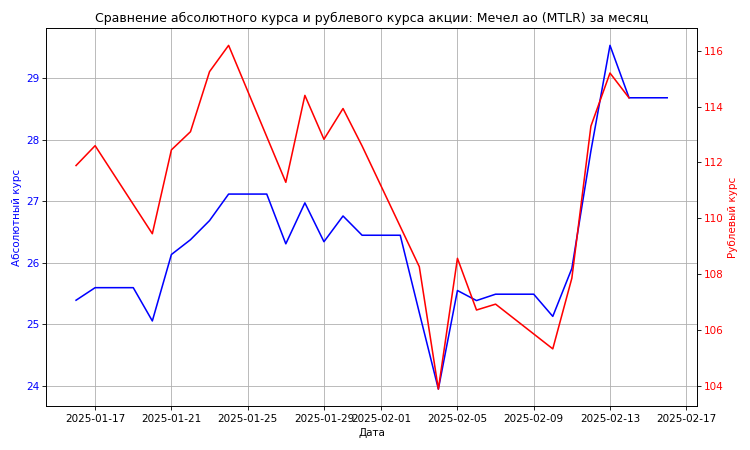 Сравнение абсолютного курса и рублевого курса акции: Мечел ао (MTLR) за месяц
Абсолютный курс
29
28
27
26
25
24
116
114
112
110
108
106
104
Рублевый курс
2025-01-17 2025-01-21 2025-01-25 2025-01-29 2025-02-01 2025-02-05 2025-02-09 2025-02-13 2025-02-17
Дата